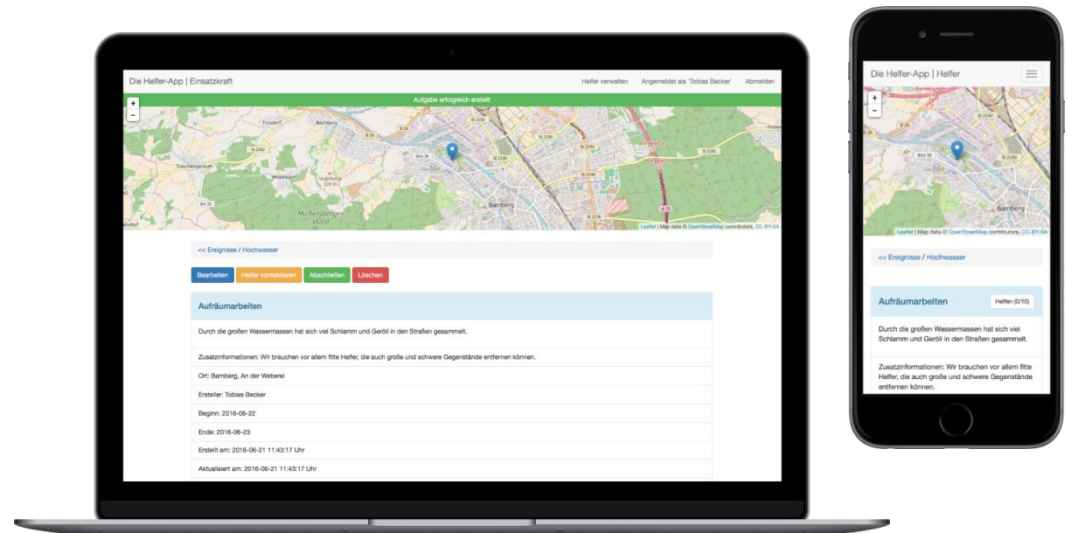 Die Helfer-App | Einsatzkraft
Helfer verwalten
Angemeldet als 'Tobias Becker'
Abmelden
Aufgabe erfolgreich erstellt
+
−
Bamberg
Leaflet | Map data © OpenStreetMap contributors, CC-BY-SA
<< Ereignisse / Hochwasser
Bearbeiten
Helfer kontaktieren
Abschließen
Löschen
Aufräumarbeiten
Durch die großen Wassermassen hat sich viel Schlamm und Geröll in den Straßen gesammelt.
Zusatzinformationen: Wir brauchen vor allem fitte Helfer, die auch große und schwere Gegenstände entfernen können.
Ort: Bamberg, An der Weberei
Ersteller: Tobias Becker
Beginn: 2016-06-22
Ende: 2016-06-23
Erstellt am: 2016-06-21 11:43:17 Uhr
Aktualisiert am: 2016-06-21 11:43:17 Uhr
Die Helfer-App | Helfer
+
−
Bamberg
Leaflet | Map data © OpenStreetMap contributors, CC-BY-SA
<< Ereignisse / Hochwasser
Aufräumarbeiten
Helfen (0/10)
Durch die großen Wassermassen hat sich viel
Schlamm und Geröll in den Straßen gesammelt.
Zusatzinformationen: Wir brauchen vor allem fitte
Helfer, die auch große und schwere Gegenstände
entfernen können.